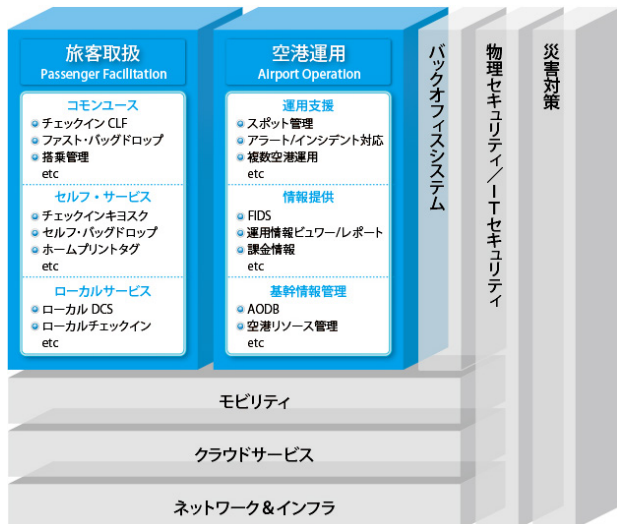 旅客取扱
Passenger Facilitation
コモンユース
チェックイン CLF
ファスト・バッグドロップ
搭乗管理
etc
セルフ・サービス
チェックインキヨスク
セルフ・バッグドロップ
ホームプリントタグ
etc
ローカルサービス
ローカル DCS
ローカルチェックイン
etc
空港運用
Airport Operation
運用支援
スポット管理
アラート/インシデント対応
複数空港運用
etc
情報提供
FIDS
運用情報ビュワー/レポート
課金情報
etc
基幹情報管理
AODB
空港リソース管理
etc
バックオフィスシステム
物理セキュリティ/ITセキュリティ
災害対策
モビリティ
クラウドサービス
ネットワーク&インフラ